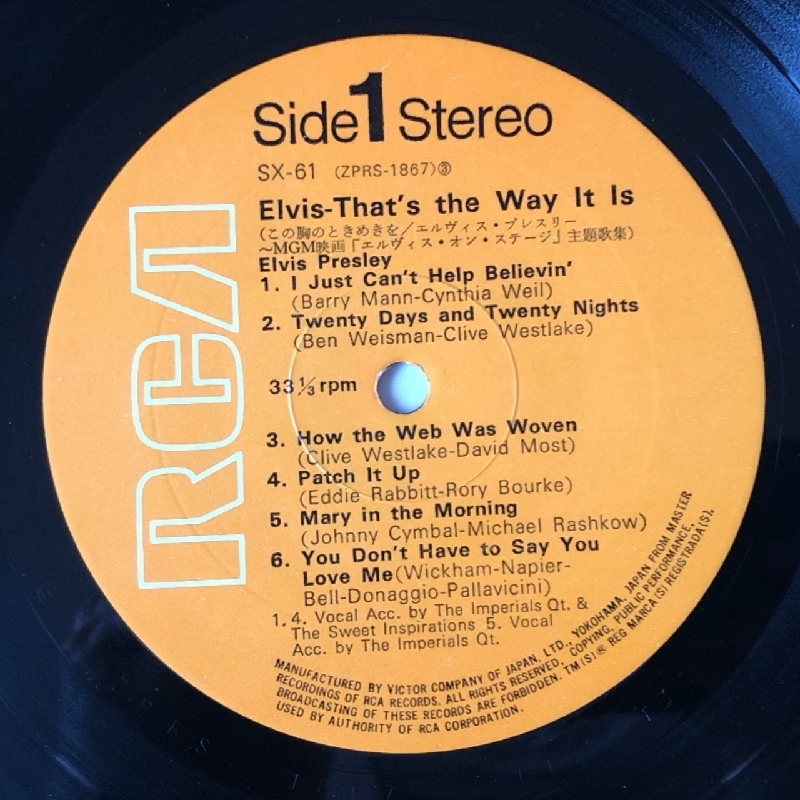 Side 1 Stereo
SX-61 (ZPRS-1867)③
Elvis-That's the Way It Is
(この胸のときめきを/エルヴィス・プレスリー
〜MGM映画『エルヴィス・オン・ステージ』主題歌集)
Elvis Presley
1. I Just Can't Help Believin'
(Barry Mann-Cynthia Weil)
2. Twenty Days and Twenty Nights
(Ben Weisman-Clive Westlake)
33⅓rpm
3. How the Web Was Woven
(Clive Westlake-David Most)
4. Patch It Up
(Eddie Rabbitt-Rory Bourke)
5. Mary in the Morning
(Johnny Cymbal-Michael Rashkow)
6. You Don't Have to Say You
Love Me(Wickham-Napier-
Bell-Donaggio-Pallavicini)
1.4. Vocal Acc. by The Imperials Qt. &
The Sweet Inspirations 5. Vocal
Acc. by The Imperials Qt.
RCA
MANUFACTURED BY VICTOR COMPANY OF JAPAN, LTD., YOKOHAMA, JAPAN FROM MASTER
RECORDINGS OF RCA RECORDS. ALL RIGHTS RESERVED., COPYING, PUBLIC PERFORMANCE,
BROADCASTING OF THESE RECORDS ARE FORBIDDEN. TM(S)® REG MARCA(S) REGISTRADA(S).
USED BY AUTHORITY OF RCA CORPORATION.